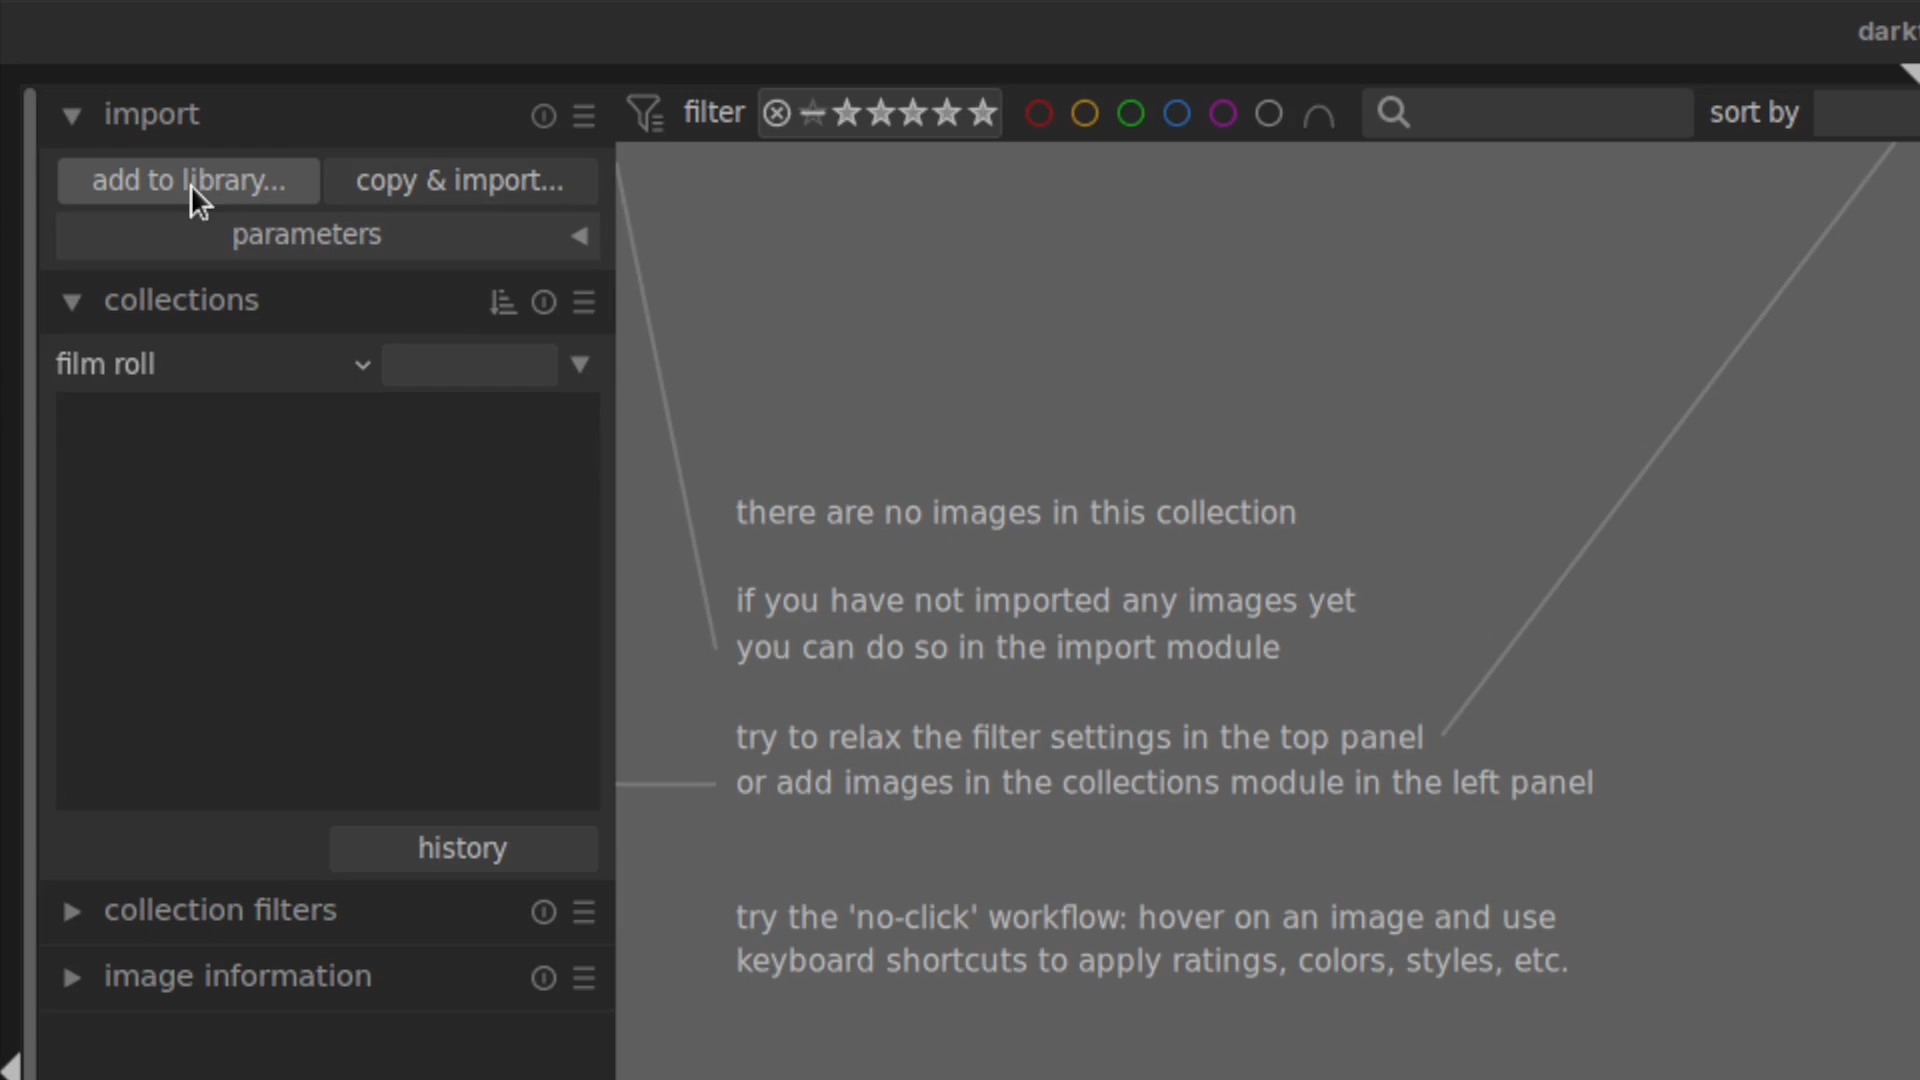 dark
import
filter
sort by
add to library...
copy & import...
parameters
collections
film roll
there are no images in this collection
if you have not imported any images yet
you can do so in the import module
try to relax the filter settings in the top panel
or add images in the collections module in the left panel
history
collection filters
try the 'no-click' workflow: hover on an image and use
keyboard shortcuts to apply ratings, colors, styles, etc.
image information